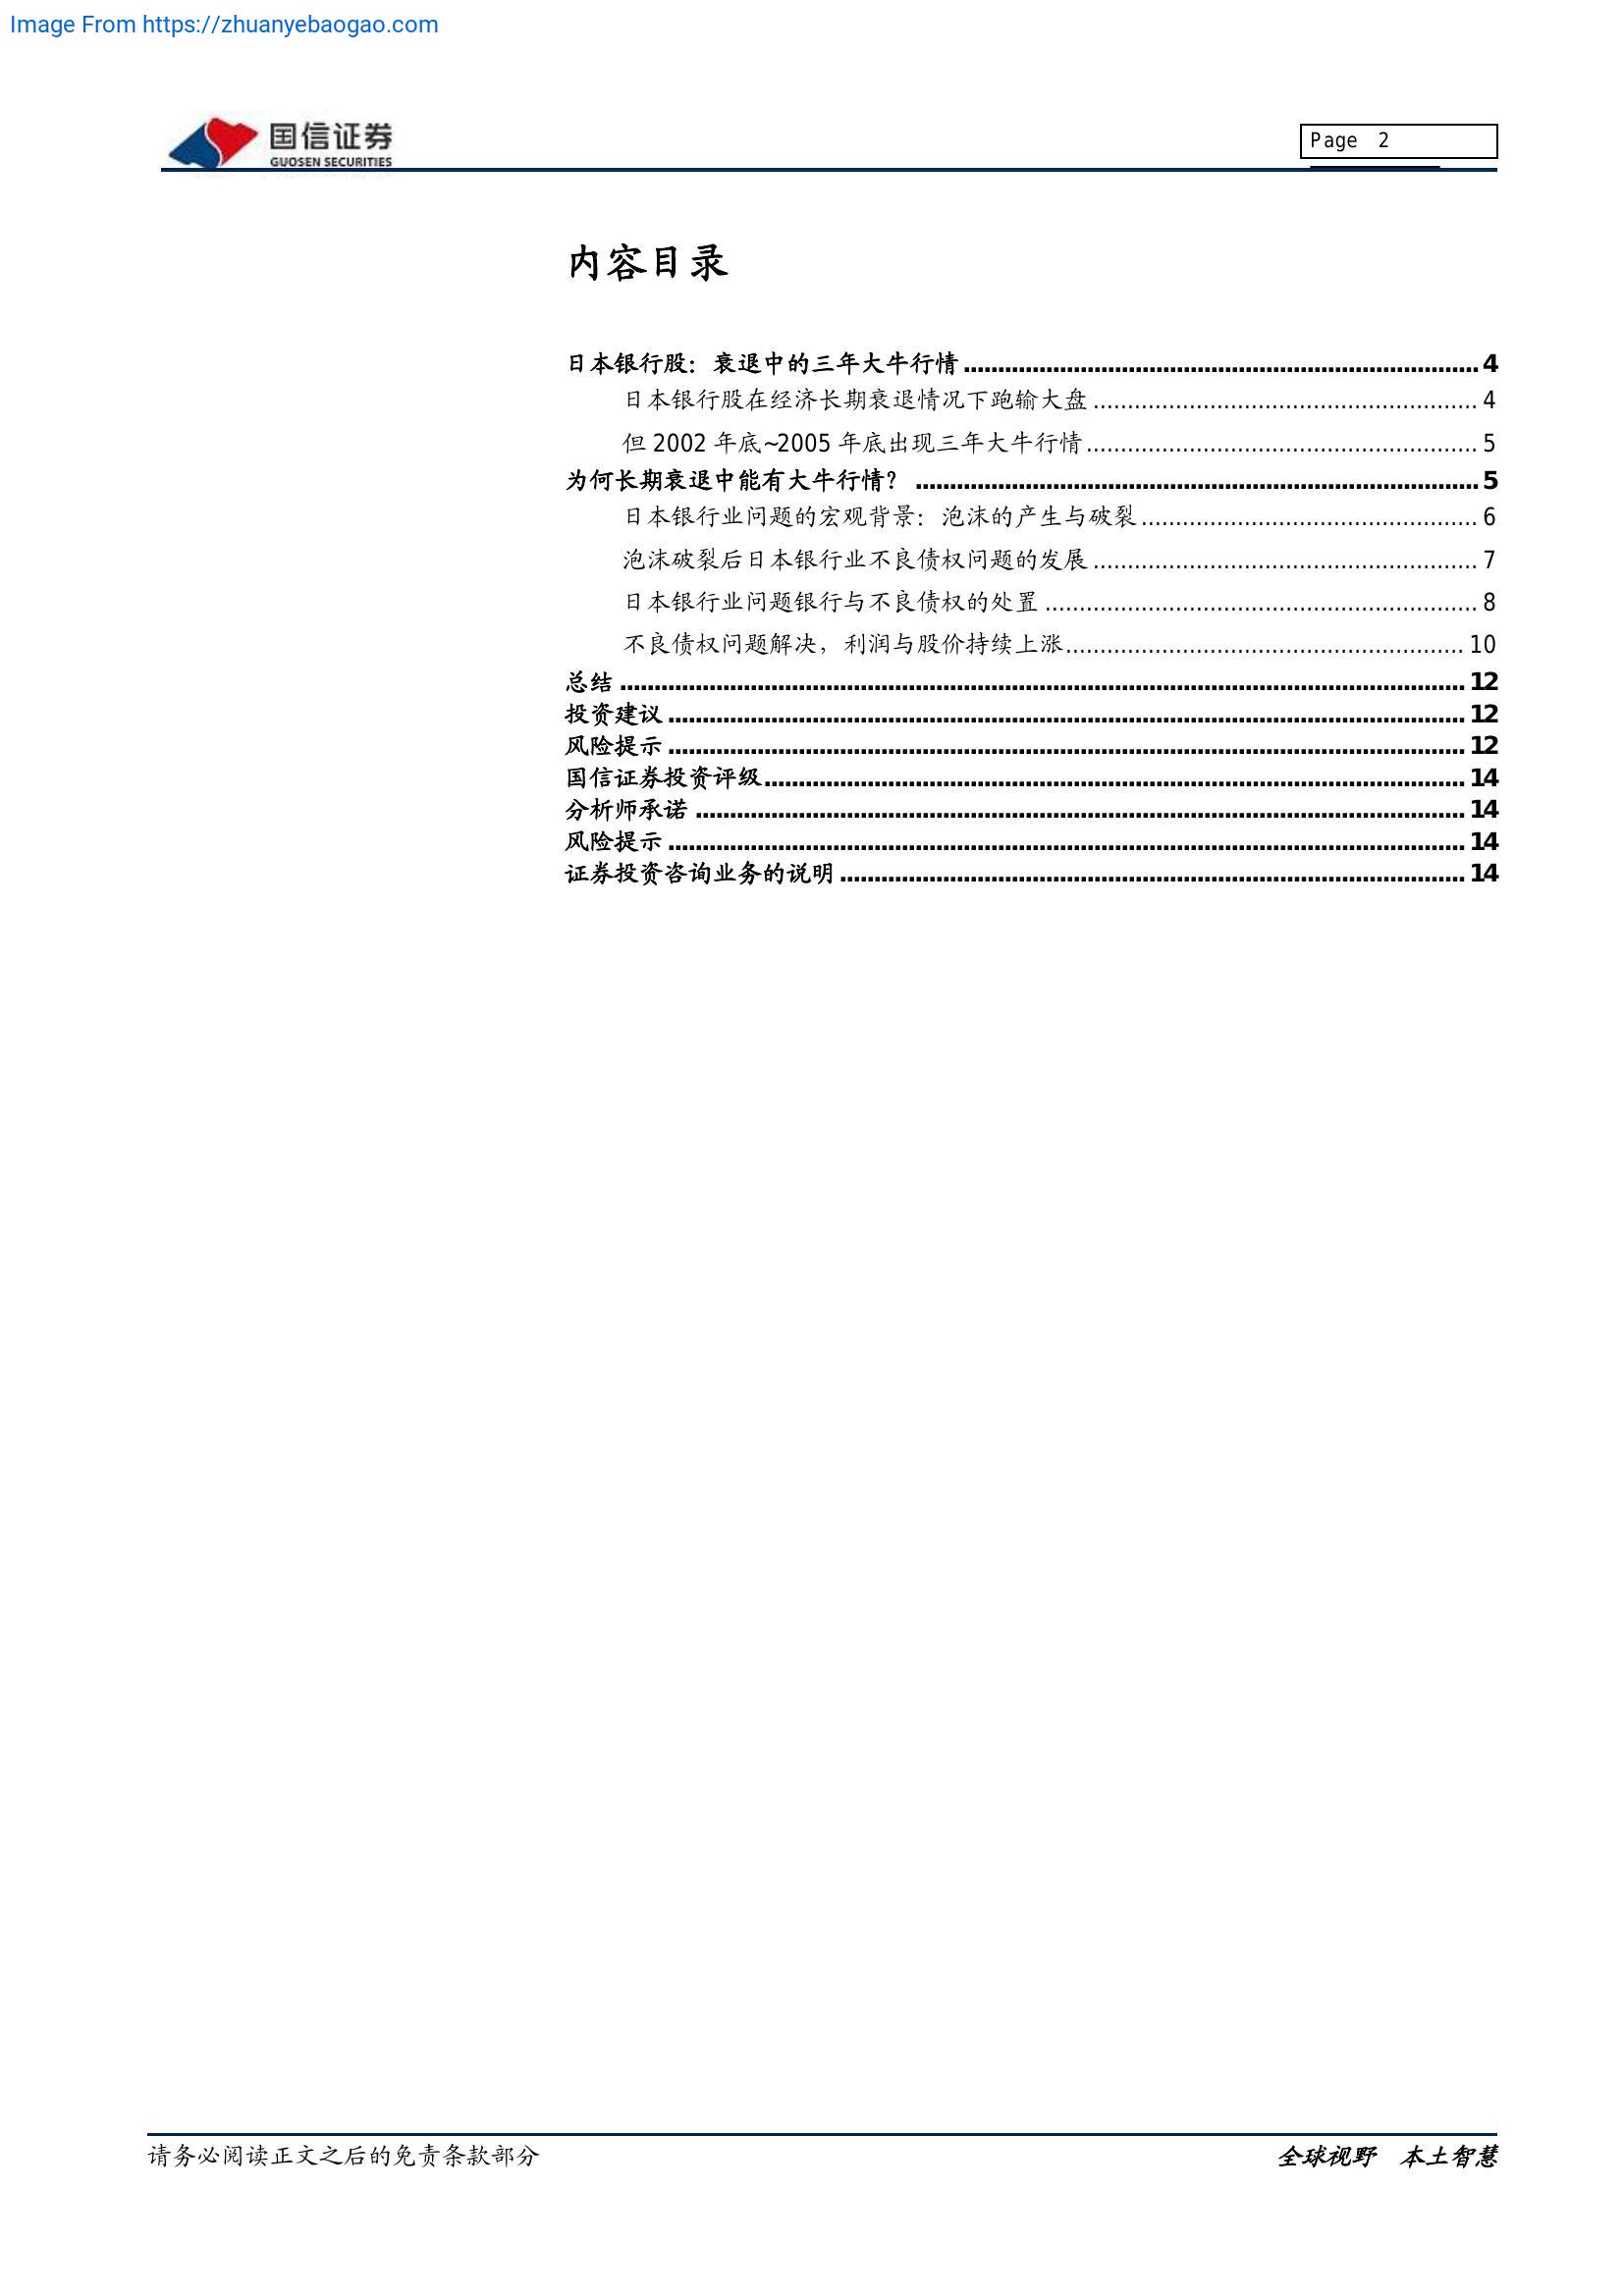 Image From https://zhuanyebaogao.com
国信证券
GUOSEN SECURITIES
Page 2
内容目录
日本银行股：衰退中的三年大牛行情 4
日本银行股在经济长期衰退情况下跑输大盘 4
但 2002 年底~2005 年底出现三年大牛行情 5
为何长期衰退中能有大牛行情？ 5
日本银行业问题的宏观背景：泡沫的产生与破裂 6
泡沫破裂后日本银行业不良债权问题的发展 7
日本银行业问题银行与不良债权的处置 8
不良债权问题解决，利润与股价持续上涨 10
总结 12
投资建议 12
风险提示 12
国信证券投资评级 14
分析师承诺 14
风险提示 14
证券投资咨询业务的说明 14
请务必阅读正文之后的免责条款部分
全球视野 本土智慧